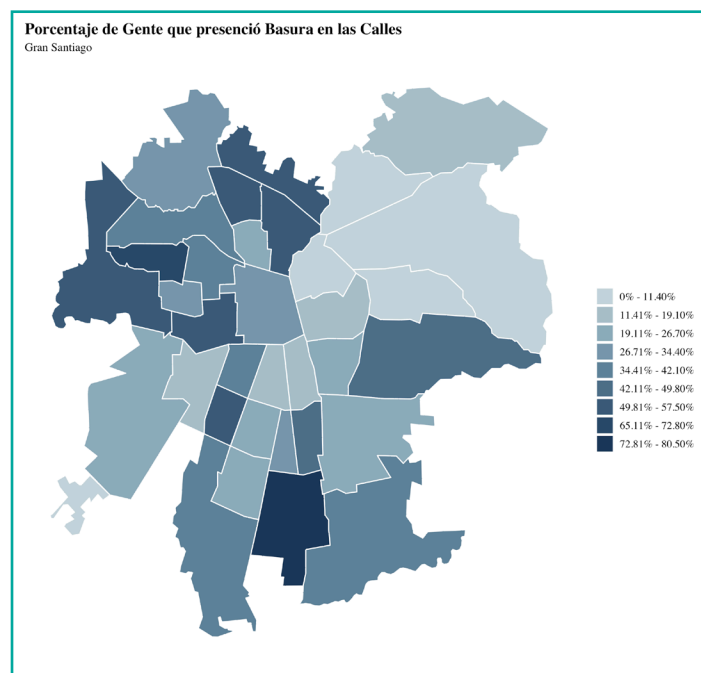 Porcentaje de Gente que presenció Basura en las Calles
Gran Santiago
0% - 11.40%
11.41% - 19.10%
19.11% - 26.70%
26.71% - 34.40%
34.41% - 42.10%
42.11% - 49.80%
49.81% - 57.50%
65.11% - 72.80%
72.81% - 80.50%